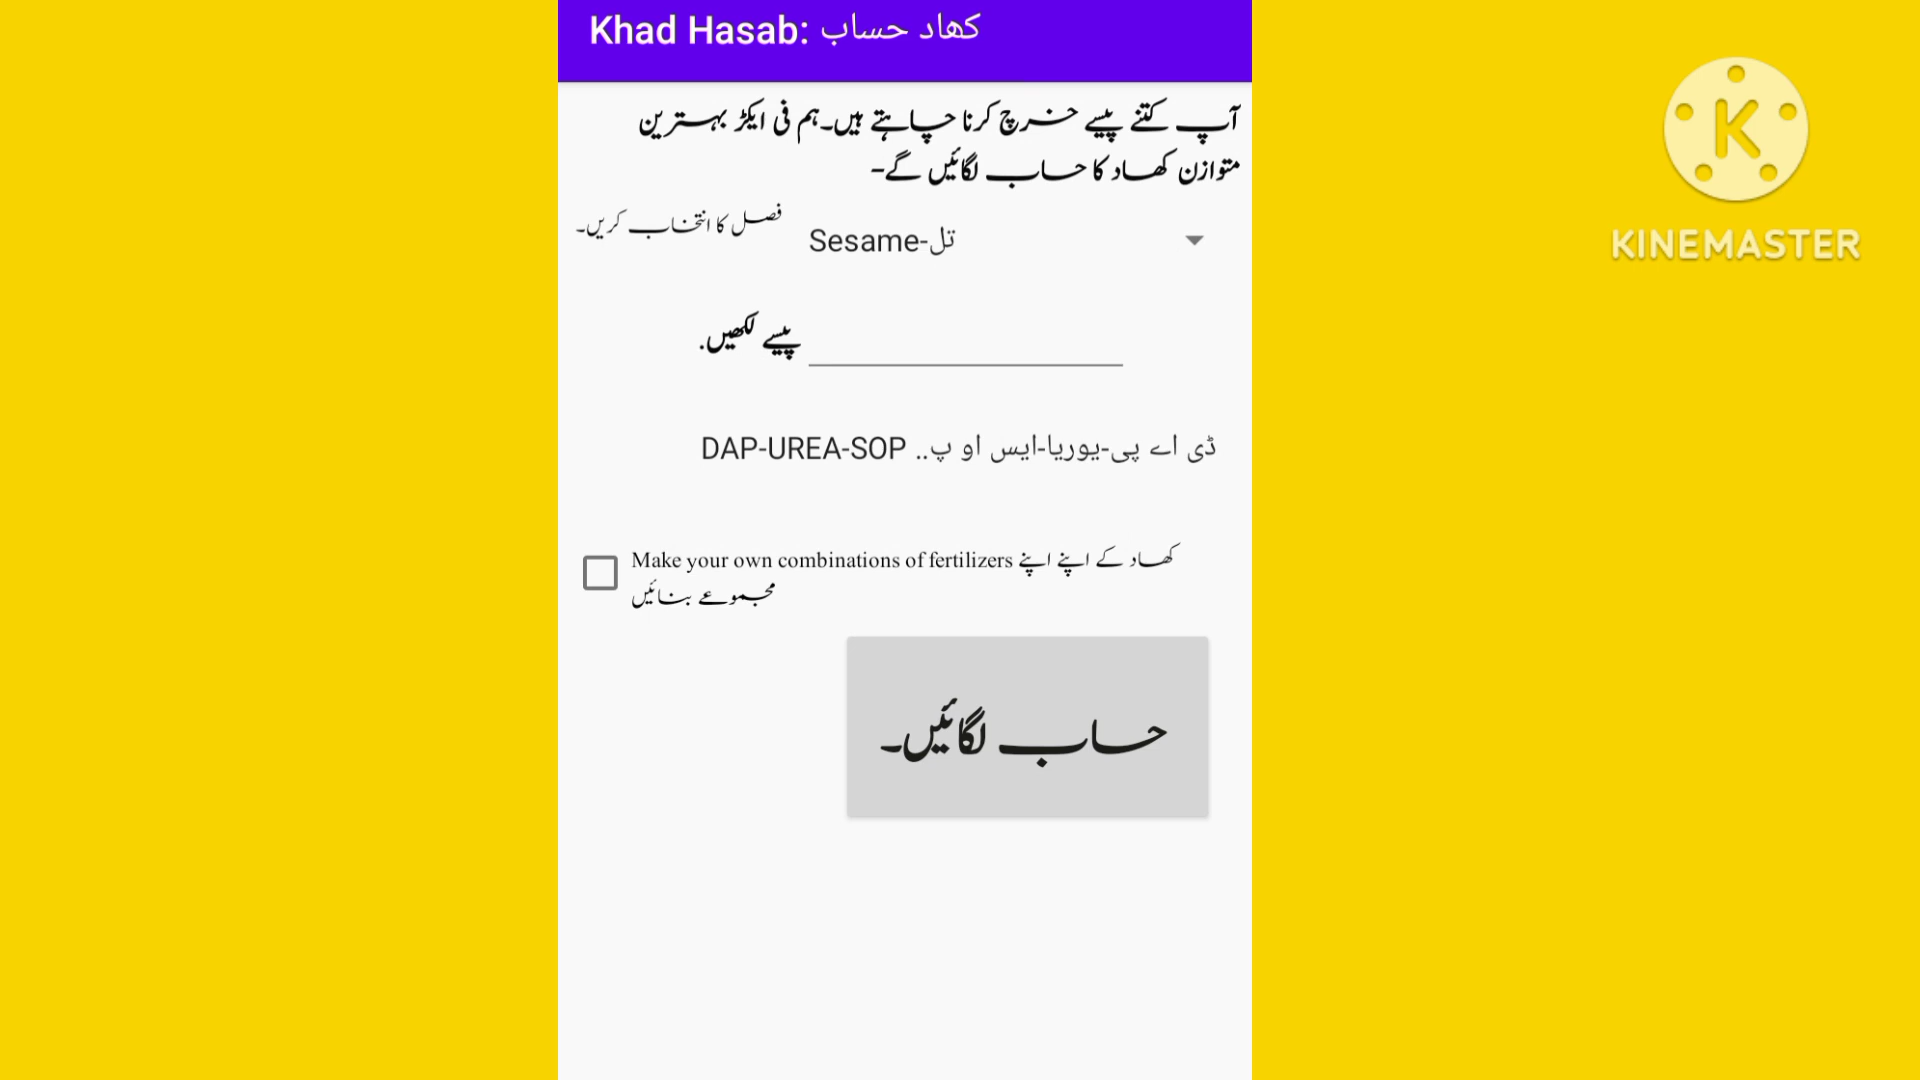 Khad Hasab: کھاد حساب
آپ کتنے پیسے خرچ کرنا چاہتے ہیں۔ہم فی ایکڑ بہترین
متوازن کھاد کا حساب لگائیں گے-
فصل کا انتخاب کریں۔
Sesame-تل
پیسے لکھیں.
ڈی اے پی-یوریا-ایس او پ.. DAP-UREA-SOP
Make your own combinations of fertilizers کھاد کے اپنے اپنے
مجموعے بنائیں
حساب لگائیں۔
K
KINEMASTER